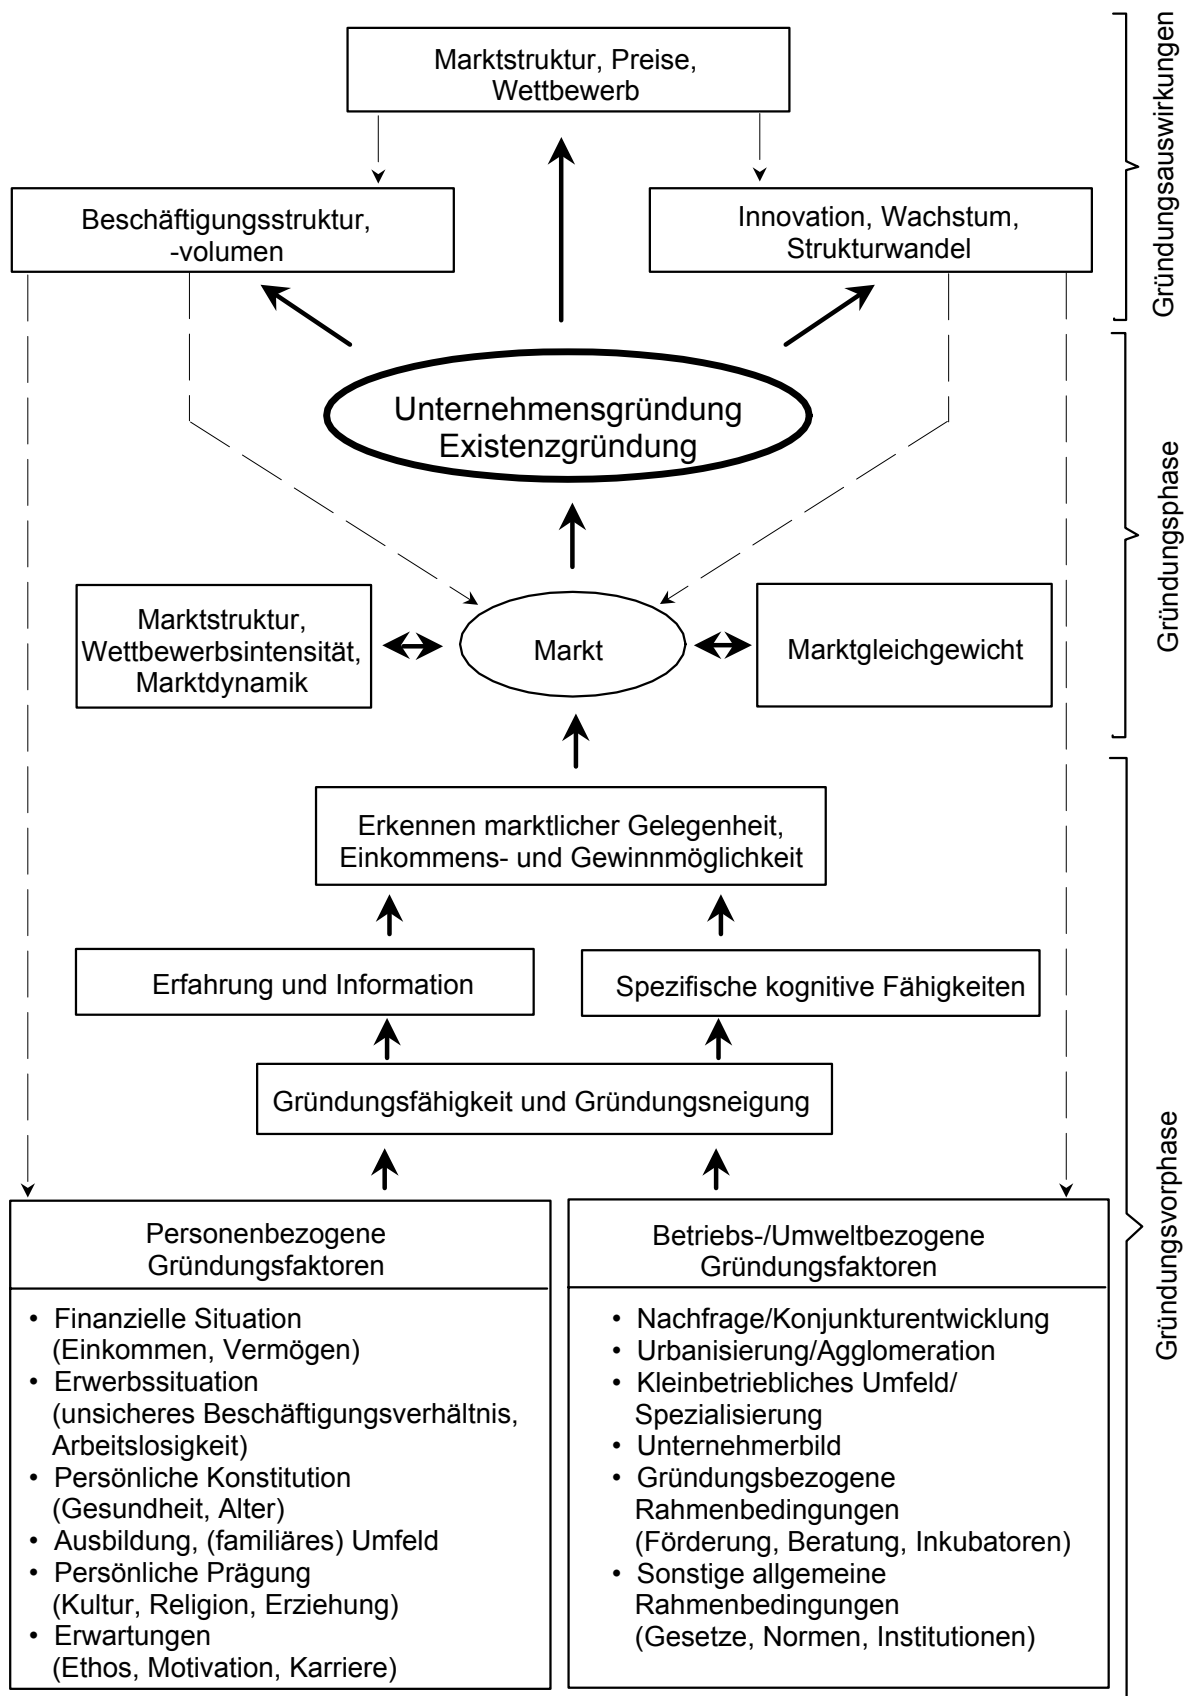 Marktstruktur, Preise,
Wettbewerb
Beschäftigungsstruktur,
-volumen
Innovation, Wachstum,
Strukturwandel
Gründungsauswirkungen
Unternehmensgründung
Existenzgründung
Gründungsphase
Marktstruktur,
Wettbewerbsintensität,
Marktdynamik
Markt
Marktgleichgewicht
Erkennen marktlicher Gelegenheit,
Einkommens- und Gewinnmöglichkeit
Erfahrung und Information
Spezifische kognitive Fähigkeiten
Gründungsfähigkeit und Gründungsneigung
Gründungsvorphase
Personenbezogene
Gründungsfaktoren
• Finanzielle Situation
(Einkommen, Vermögen)
• Erwerbssituation
(unsicheres Beschäftigungsverhältnis,
Arbeitslosigkeit)
• Persönliche Konstitution
(Gesundheit, Alter)
• Ausbildung, (familiäres) Umfeld
• Persönliche Prägung
(Kultur, Religion, Erziehung)
• Erwartungen
(Ethos, Motivation, Karriere)
Betriebs-/Umweltbezogene
Gründungsfaktoren
• Nachfrage/Konjunkturentwicklung
• Urbanisierung/Agglomeration
• Kleinbetriebliches Umfeld/
Spezialisierung
• Unternehmerbild
• Gründungsbezogene
Rahmenbedingungen
(Förderung, Beratung, Inkubatoren)
• Sonstige allgemeine
Rahmenbedingungen
(Gesetze, Normen, Institutionen)